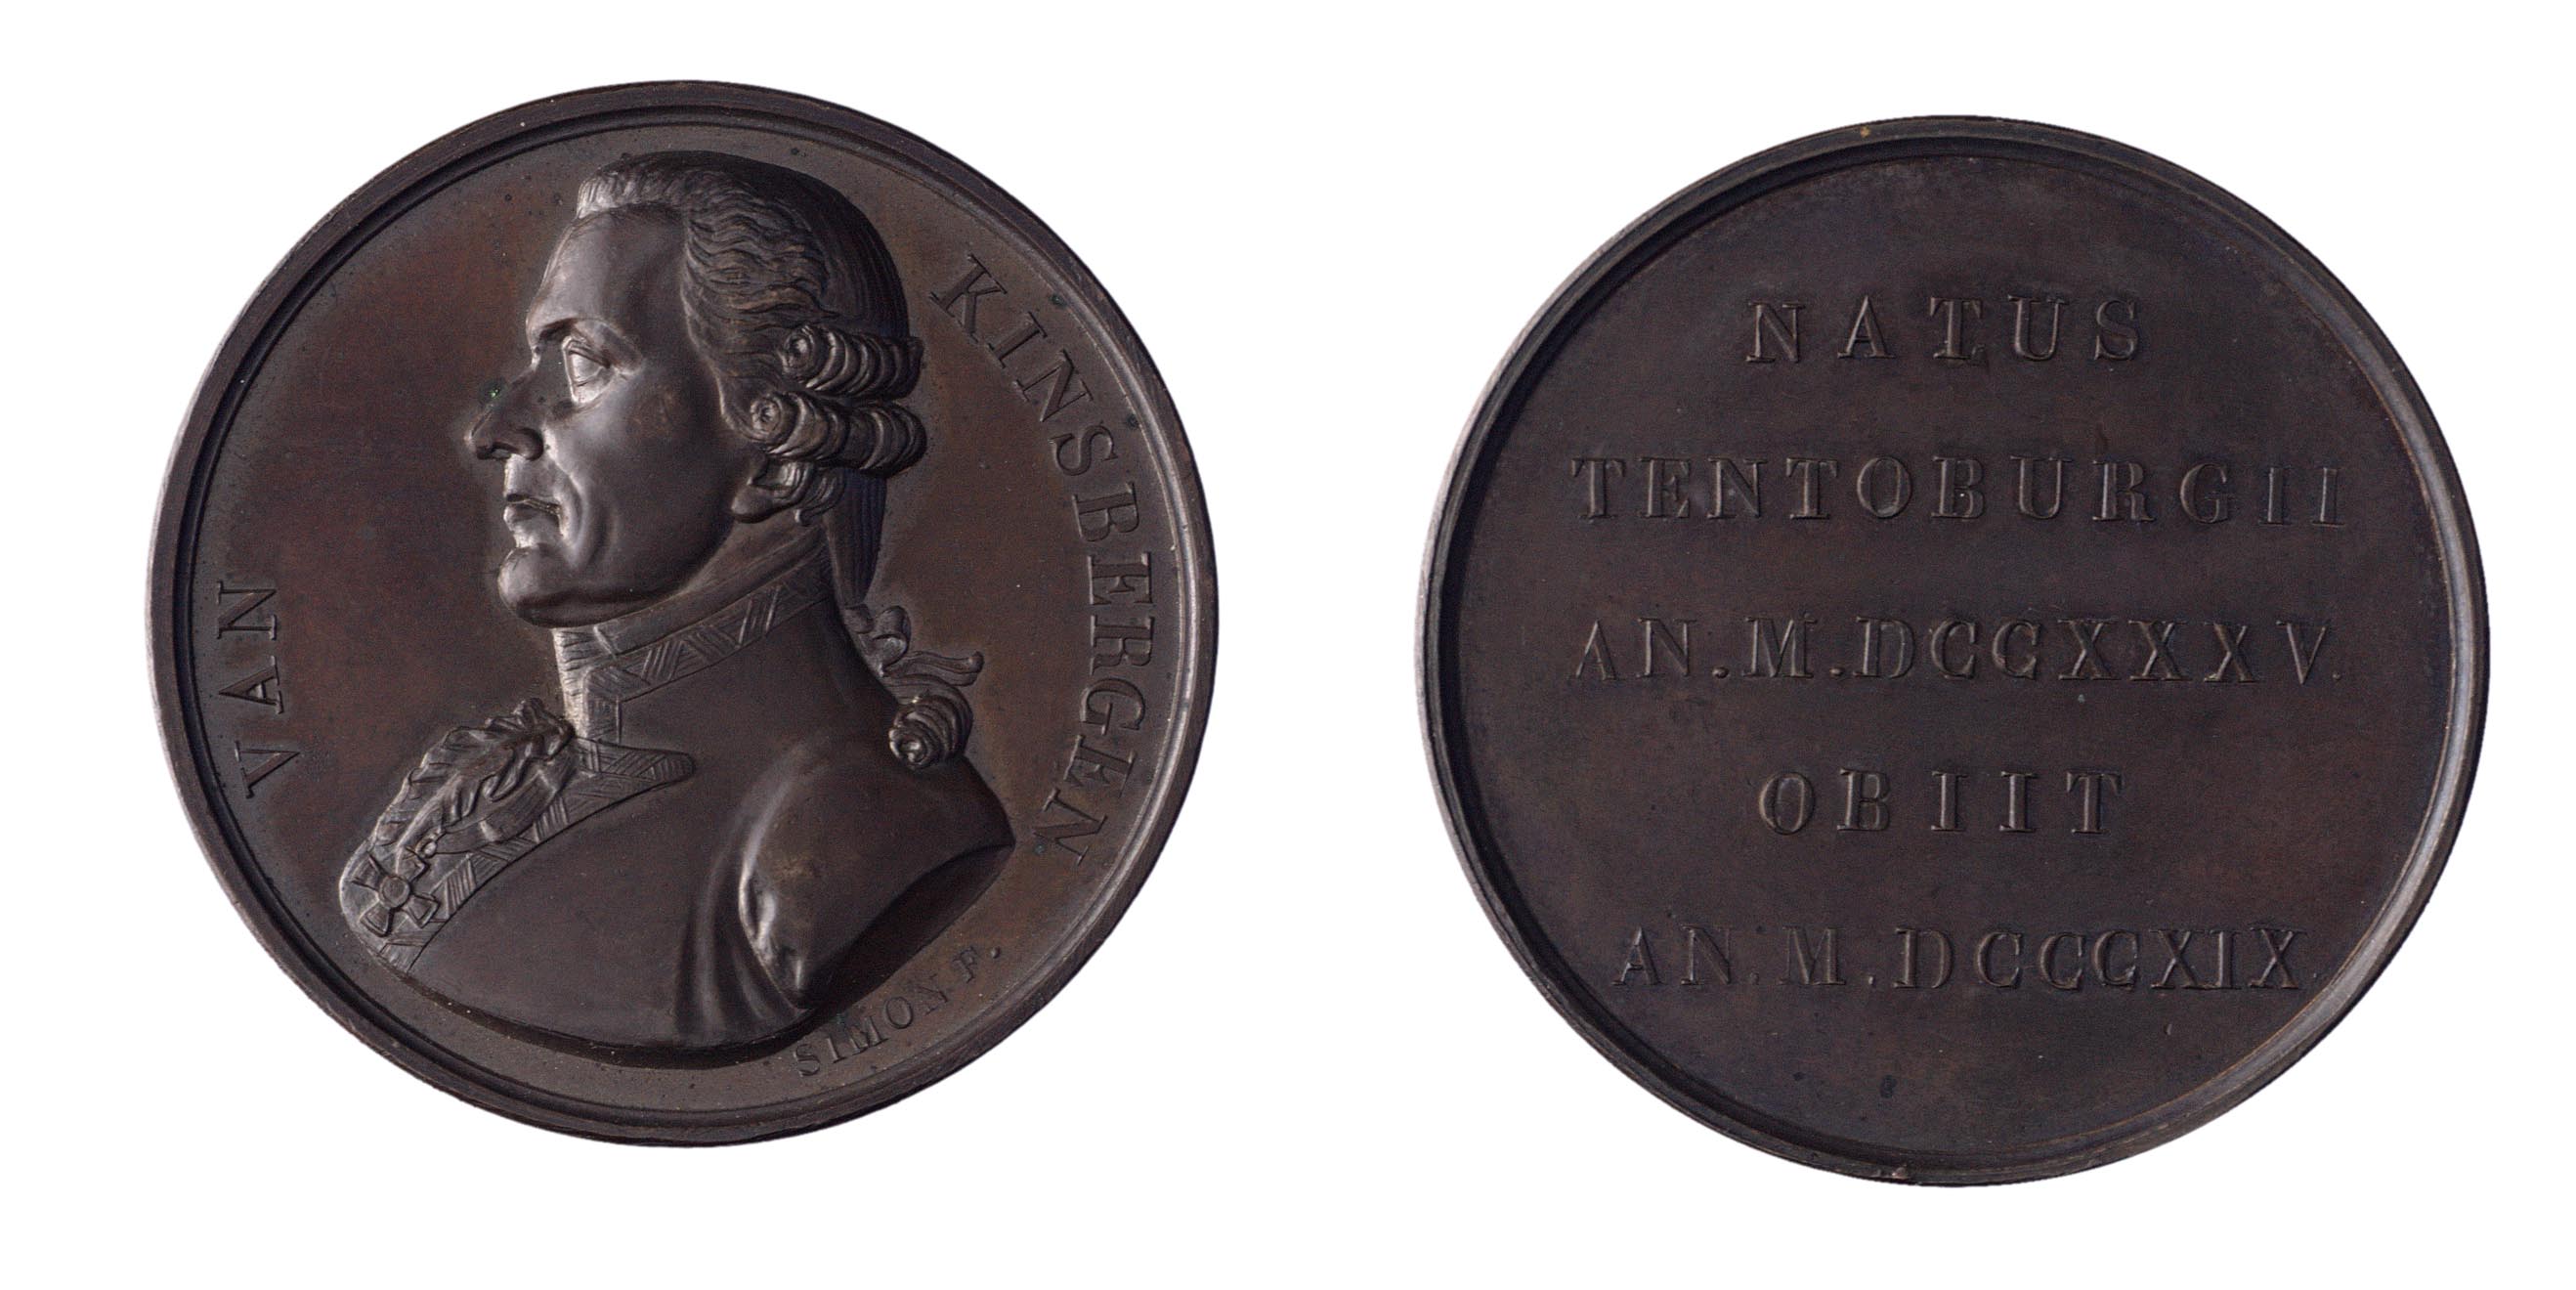 VAN KINSBERGEN
SIMON F.
NATUS
TENTOBURGII
AN. M. DCCXXXV.
OBIIT
AN. M. DCCCXIX.